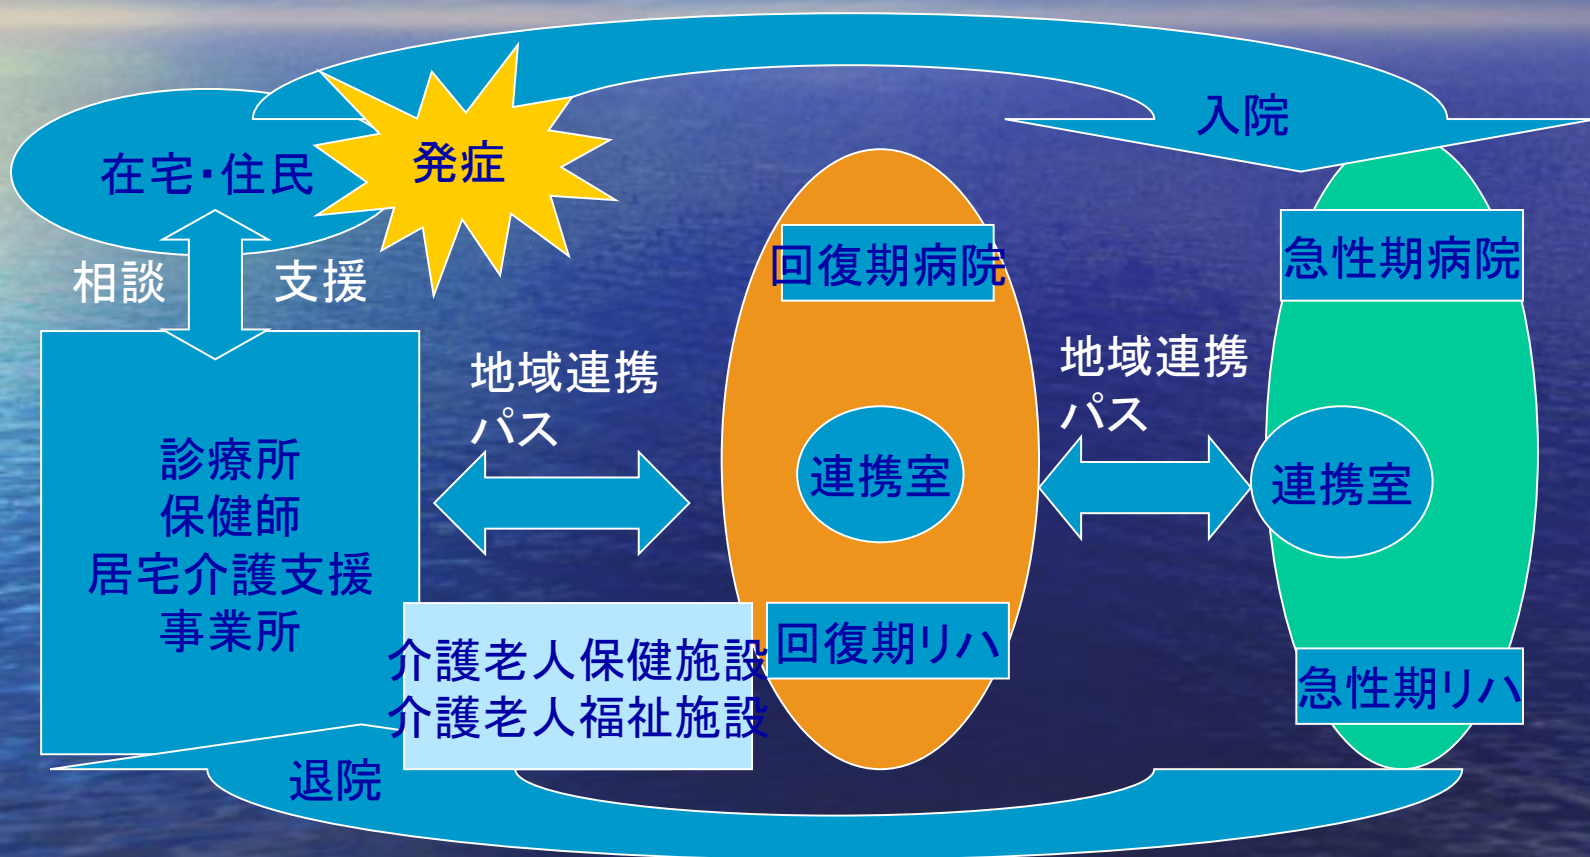 入院
発症
在宅・住民
回復期病院
急性期病院
相談
支援
地域連携
パス
地域連携
パス
診療所
保健師
居宅介護支援
事業所
連携室
連携室
介護老人保健施設
介護老人福祉施設
回復期リハ
急性期リハ
退院